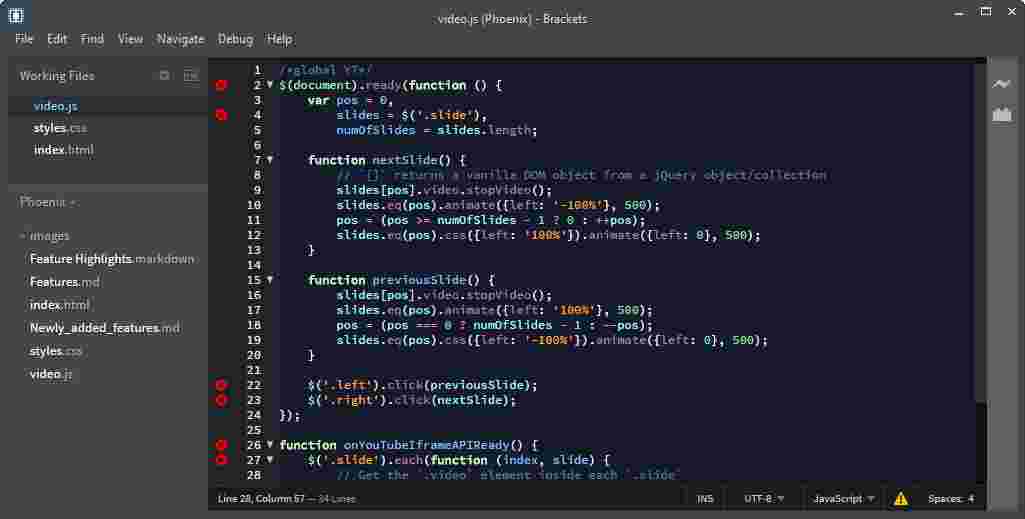 video.js (Phoenix) - Brackets
File Edit Find View Navigate Debug Help
Working Files
video.js
styles.css
index.html
Phoenix
images
Feature Highlights.markdown
Features.md
index.html
Newly_added_features.md
styles.css
video.js
1 /*global YT*/
2 $(document).ready(function () {
3 var pos = 0,
4 slides = $('.slide'),
5 numOfSlides = slides.length;
6
7 function nextSlide() {
8 // `[]` returns a vanilla DOM object from a jQuery object/collection
9 slides[pos].video.stopVideo();
10 slides.eq(pos).animate({left: '-100%'}, 500);
11 pos = (pos >= numOfSlides - 1 ? 0 : ++pos);
12 slides.eq(pos).css({left: '100%'}).animate({left: 0}, 500);
13 }
14
15 function previousSlide() {
16 slides[pos].video.stopVideo();
17 slides.eq(pos).animate({left: '100%'}, 500);
18 pos = (pos === 0 ? numOfSlides - 1 : --pos);
19 slides.eq(pos).css({left: '-100%'}).animate({left: 0}, 500);
20 }
21
22 $('.left').click(previousSlide);
23 $('.right').click(nextSlide);
24 });
25
26 function onYouTubeIframeAPIReady() {
27 $('.slide').each(function (index, slide) {
28 // Get the `.video` element inside each `.slide`
Line 28, Column 57 — 34 Lines INS UTF-8 JavaScript Spaces: 4